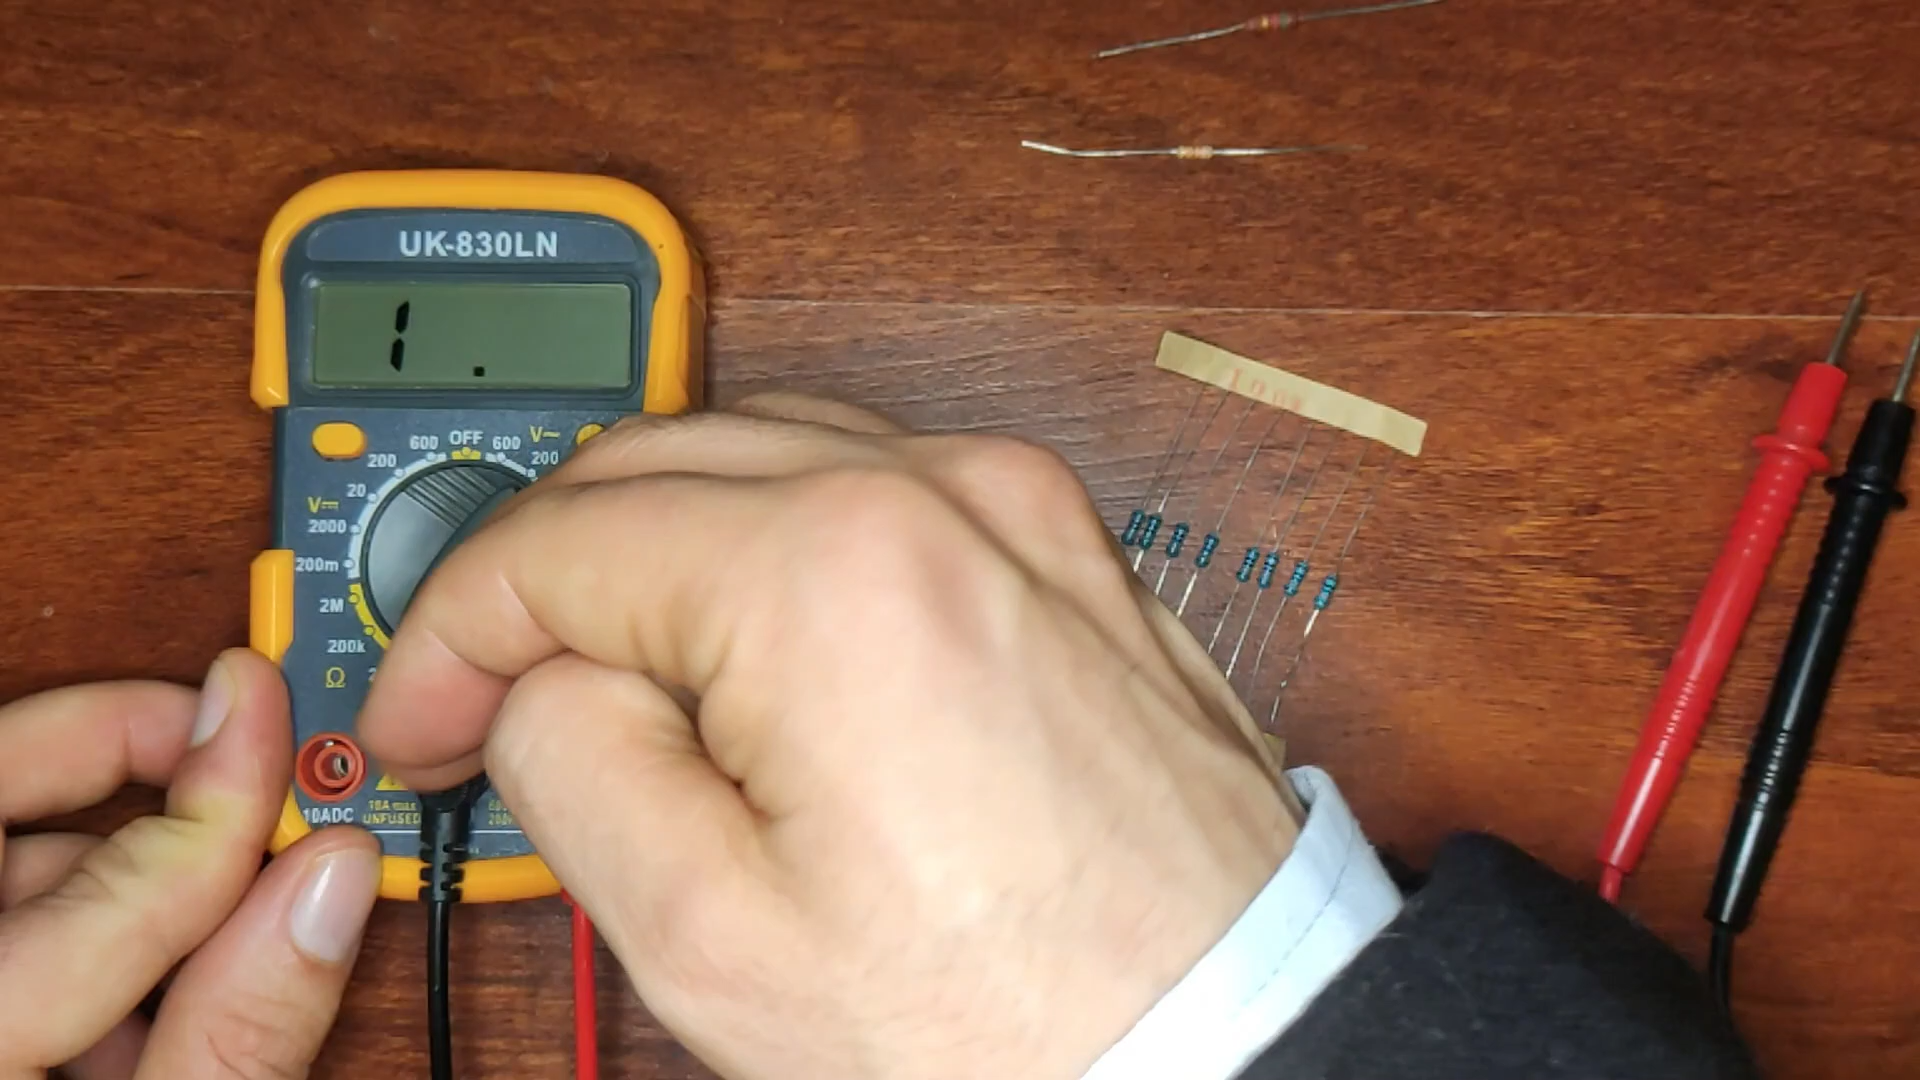 UK-830LN
1 .
600 OFF 600 V~
200 200
20
V⎓
2000
200m
2M
200k
Ω
10ADC
10A max
UNFUSED